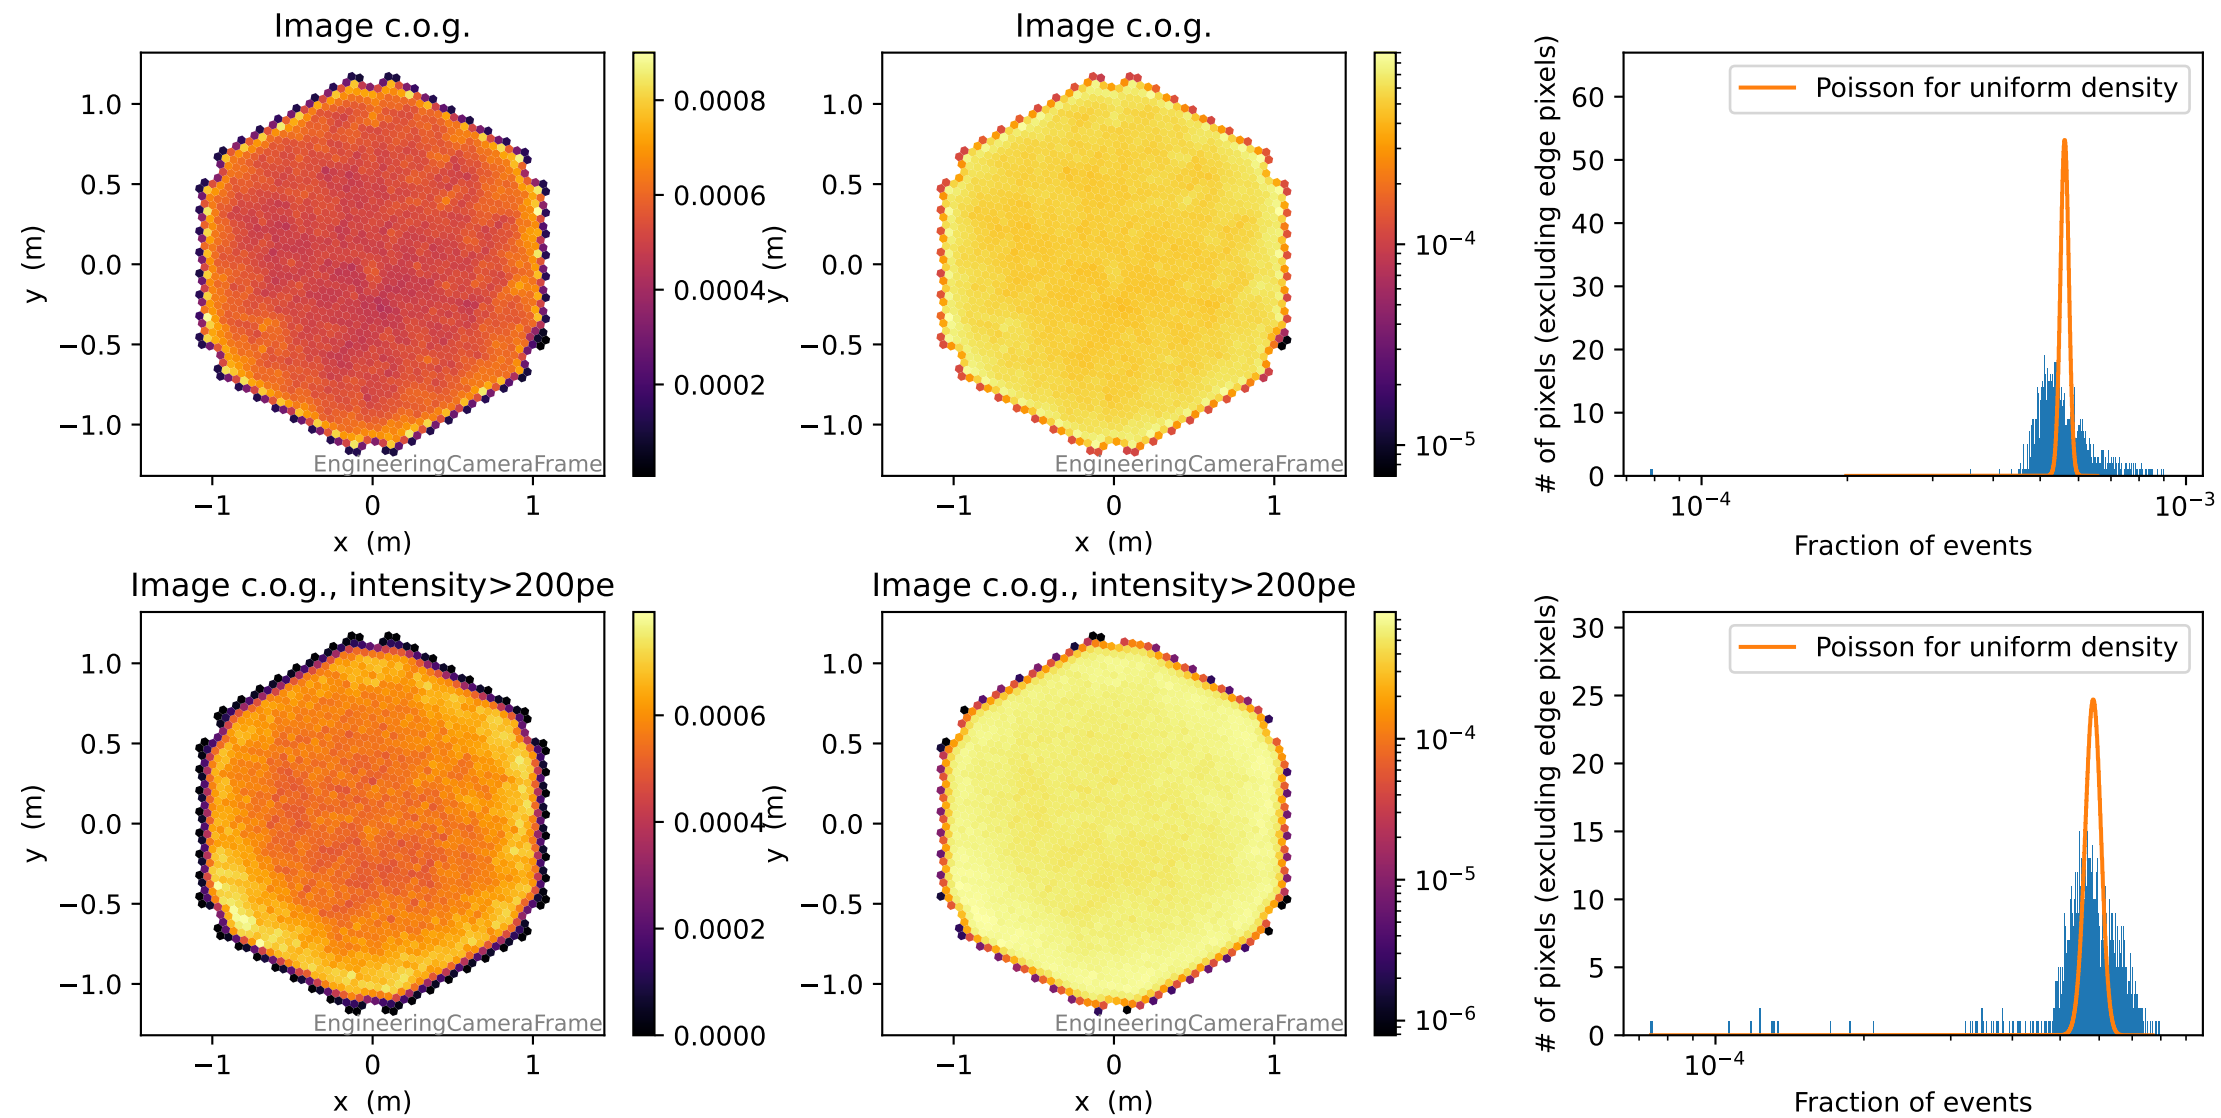 Image c.o.g.
y (m)
1.0
0.5
0.0
−0.5
−1.0
−1 0 1
x (m)
EngineeringCameraFrame
0.0008
0.0006
0.0004
0.0002
Image c.o.g.
y (m)
1.0
0.5
0.0
−0.5
−1.0
−1 0 1
x (m)
EngineeringCameraFrame
10⁻⁴
10⁻⁵
# of pixels (excluding edge pixels)
60
50
40
30
20
10
0
Poisson for uniform density
10⁻⁴ 10⁻³
Fraction of events
Image c.o.g., intensity>200pe
y (m)
1.0
0.5
0.0
−0.5
−1.0
−1 0 1
x (m)
EngineeringCameraFrame
0.0006
0.0004
0.0002
0.0000
Image c.o.g., intensity>200pe
y (m)
1.0
0.5
0.0
−0.5
−1.0
−1 0 1
x (m)
EngineeringCameraFrame
10⁻⁴
10⁻⁵
10⁻⁶
# of pixels (excluding edge pixels)
30
25
20
15
10
5
0
Poisson for uniform density
10⁻⁴
Fraction of events